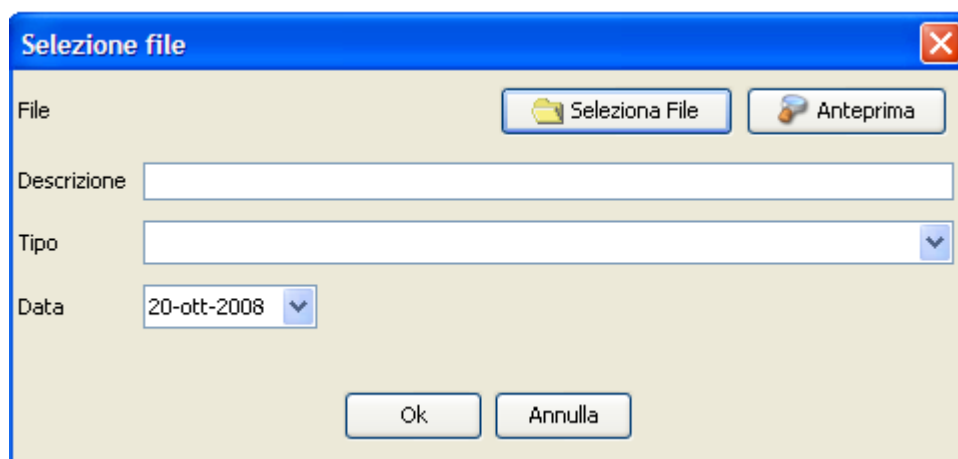 Selezione file
File Seleziona File Anteprima
Descrizione
Tipo
Data 20-ott-2008
Ok Annulla